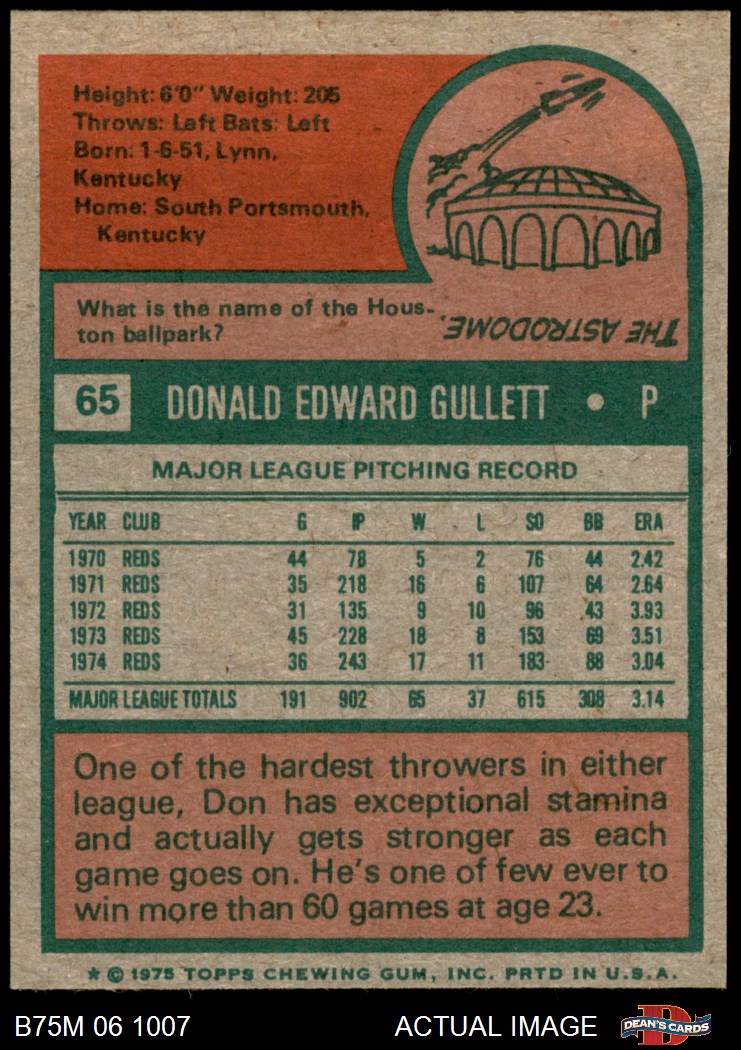 Height: 6'0" Weight: 205
Throws: Left Bats: Left
Born: 1-6-51, Lynn,
Kentucky
Home: South Portsmouth,
Kentucky
What is the name of the Hous-
ton ballpark?
THE ASTRODOME.
65 DONALD EDWARD GULLETT • P
MAJOR LEAGUE PITCHING RECORD
YEAR CLUB G IP W L SO BB ERA
1970 REDS 44 78 5 2 76 44 2.42
1971 REDS 35 218 16 6 107 64 2.64
1972 REDS 31 135 9 10 96 43 3.93
1973 REDS 45 228 18 8 153 69 3.51
1974 REDS 36 243 17 11 183 88 3.04
MAJOR LEAGUE TOTALS 191 902 65 37 615 308 3.14
One of the hardest throwers in either
league, Don has exceptional stamina
and actually gets stronger as each
game goes on. He's one of few ever to
win more than 60 games at age 23.
* © 1975 TOPPS CHEWING GUM, INC. PRTD IN U.S.A.
B75M 06 1007 ACTUAL IMAGE DEAN'S CARDS